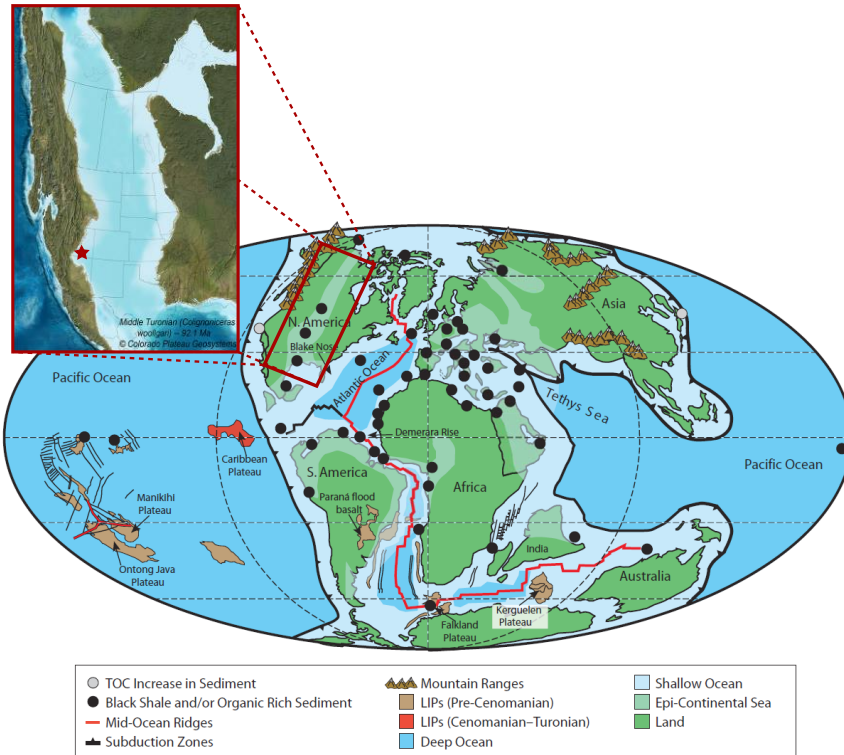 Middle Turonian (Colignoniceras
woollgari) – 92.1 Ma
© Colorado Plateau Geosystems
N. America
Blake Nose
Asia
Pacific Ocean
Atlantic Ocean
Tethys Sea
Caribbean
Plateau
Demerara Rise
S. America
Africa
Pacific Ocean
Paraná flood
basalt
Manikihi
Plateau
Ontong Java
Plateau
India
Australia
Kerguelen
Plateau
Falkland
Plateau
TOC Increase in Sediment
Black Shale and/or Organic Rich Sediment
Mid-Ocean Ridges
Subduction Zones
Mountain Ranges
LIPs (Pre-Cenomanian)
LIPs (Cenomanian–Turonian)
Deep Ocean
Shallow Ocean
Epi-Continental Sea
Land